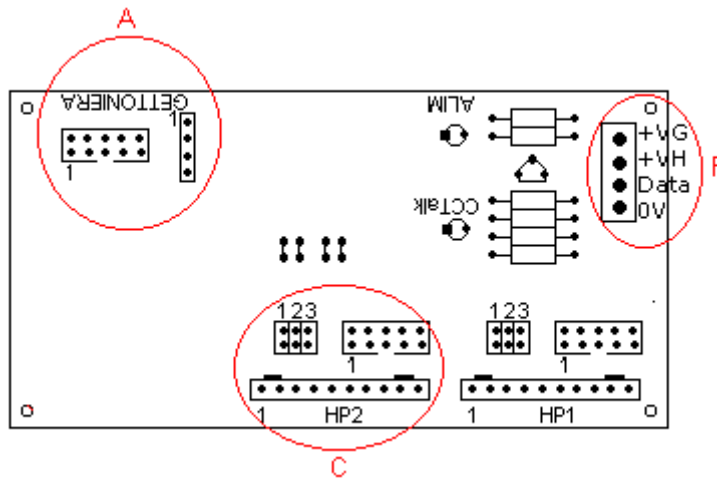 A
GETTONIERA
1
1
ALIM
+VG
+VH
Data
0V
CCTalk
123
1
123
1
1
HP2
1
HP1
C